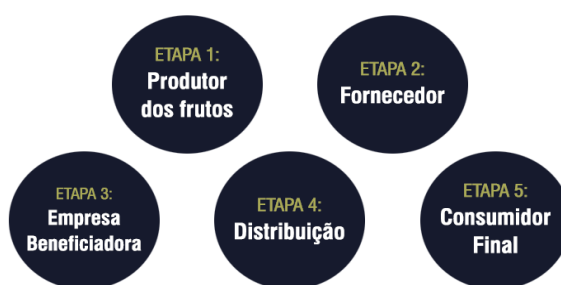 ETAPA 1:
Produtor
dos frutos
ETAPA 2:
Fornecedor
ETAPA 3:
Empresa
Beneficiadora
ETAPA 4:
Distribuição
ETAPA 5:
Consumidor
Final